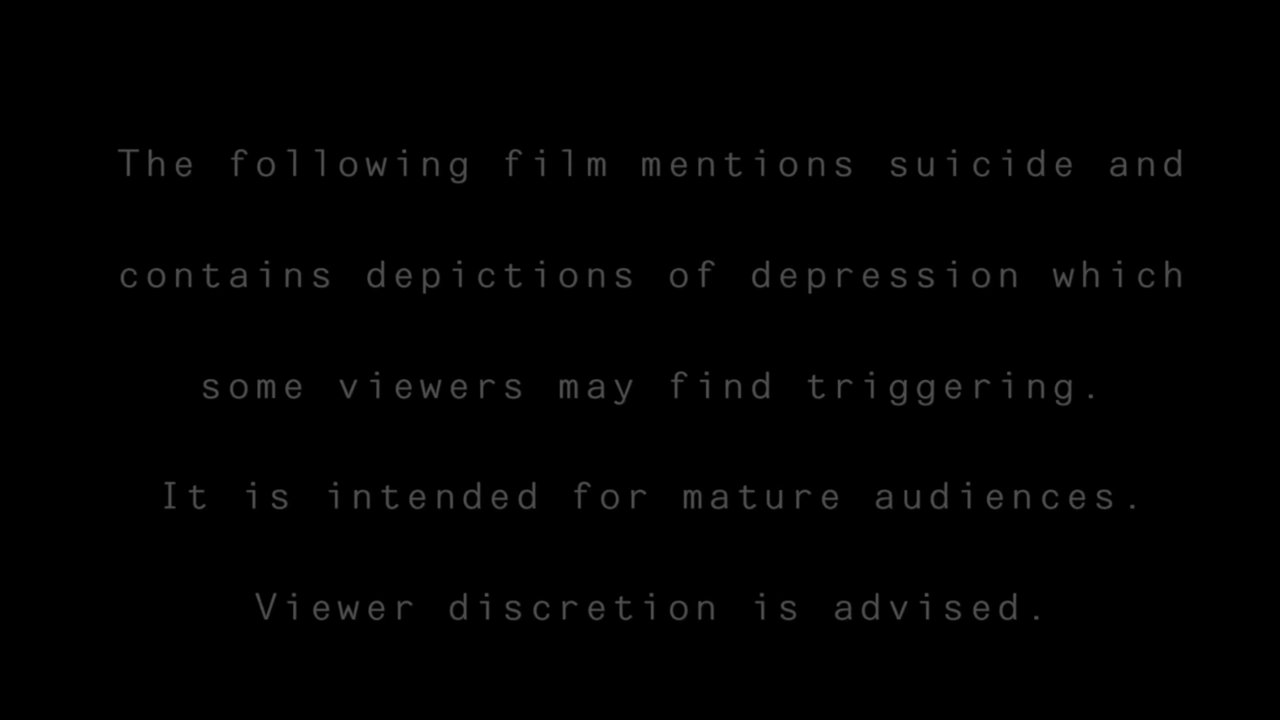 The following film mentions suicide and
contains depictions of depression which
some viewers may find triggering.
It is intended for mature audiences.
Viewer discretion is advised.